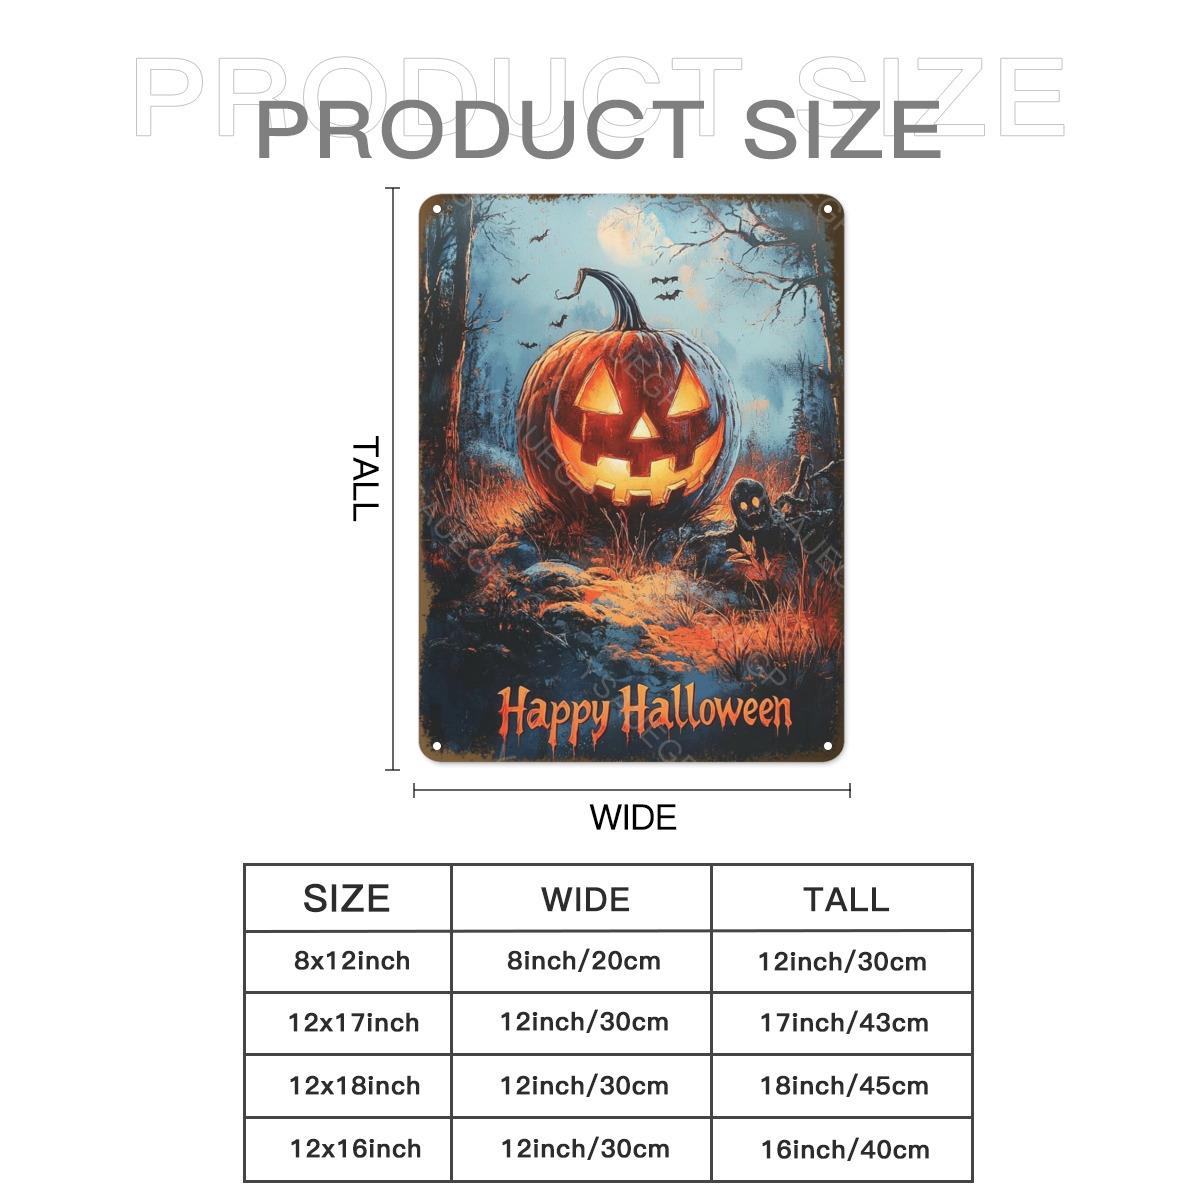 PRODUCT SIZE
PRODUCT SIZE
TALL
Happy Halloween
WIDE
SIZE WIDE TALL
8x12inch 8inch/20cm 12inch/30cm
12x17inch 12inch/30cm 17inch/43cm
12x18inch 12inch/30cm 18inch/45cm
12x16inch 12inch/30cm 16inch/40cm